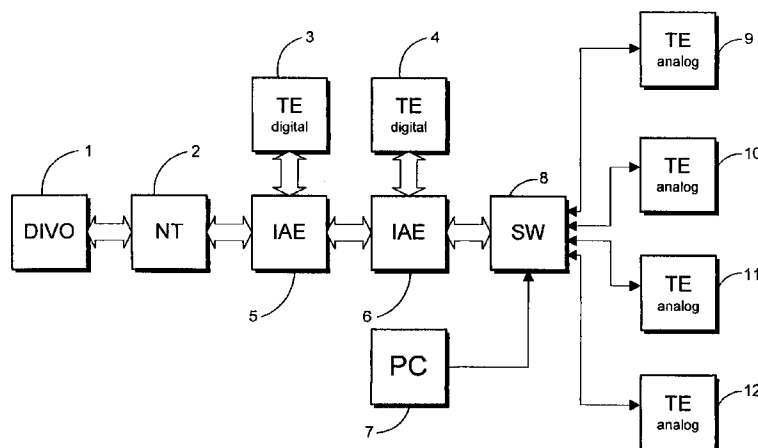 3
4
TE
digital
TE
digital
TE
analog
9
1
2
8
TE
analog
10
DIVO
NT
IAE
IAE
SW
5
6
TE
analog
11
PC
7
TE
analog
12